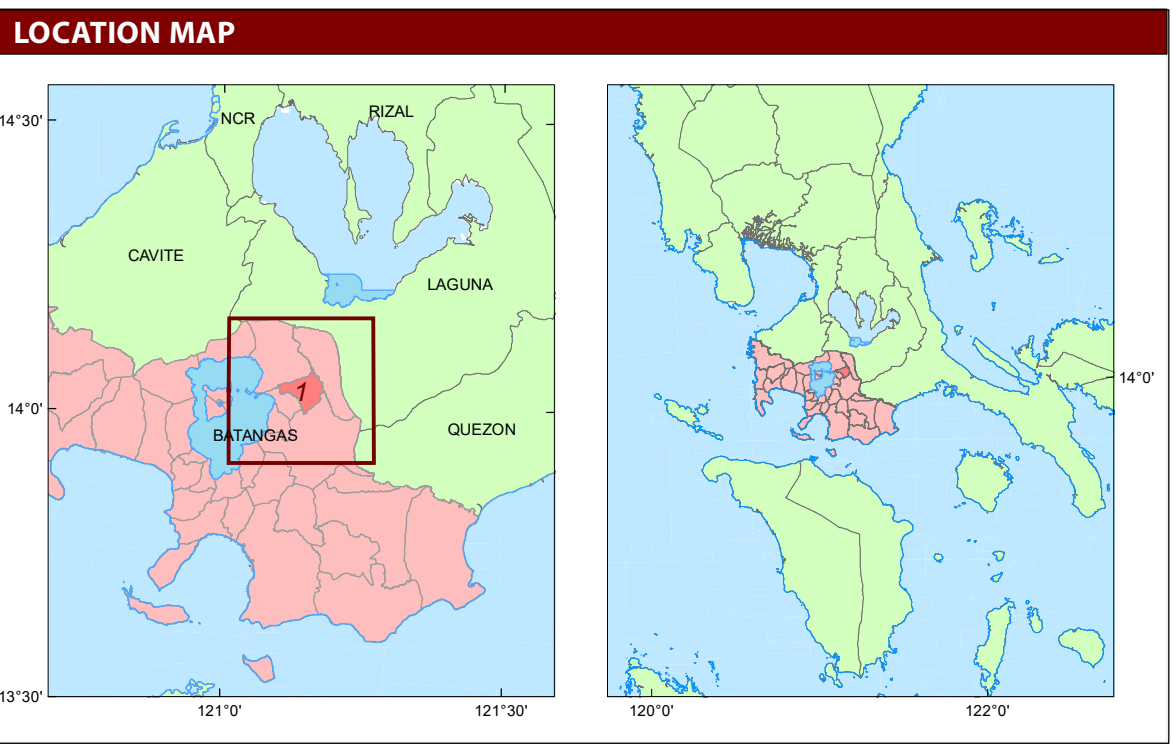 LOCATION MAP
14°30'
NCR
RIZAL
CAVITE
LAGUNA
1
14°0'
BATANGAS
QUEZON
13°30'
121°0'
121°30'
14°0'
120°0'
122°0'